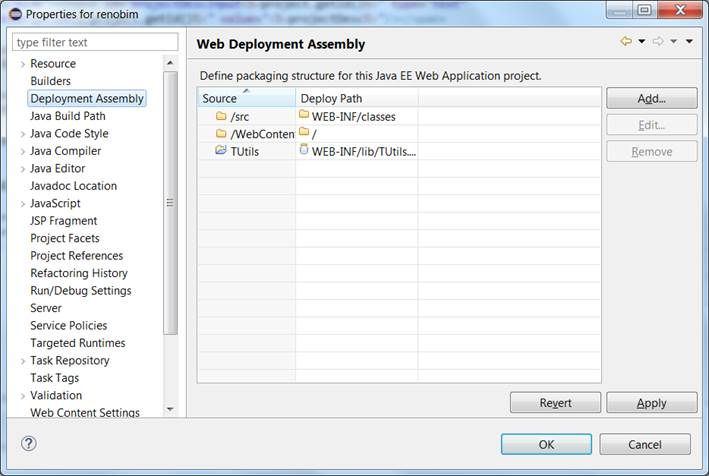 Properties for renobim
type filter text
Resource
Builders
Deployment Assembly
Java Build Path
Java Code Style
Java Compiler
Java Editor
Javadoc Location
JavaScript
JSP Fragment
Project Facets
Project References
Refactoring History
Run/Debug Settings
Server
Service Policies
Targeted Runtimes
Task Repository
Task Tags
Validation
Web Content Settings
Web Deployment Assembly
Define packaging structure for this Java EE Web Application project.
Source Deploy Path
/src WEB-INF/classes
/WebConten /
TUtils WEB-INF/lib/TUtils....
Add...
Edit...
Remove
Revert Apply
? OK Cancel